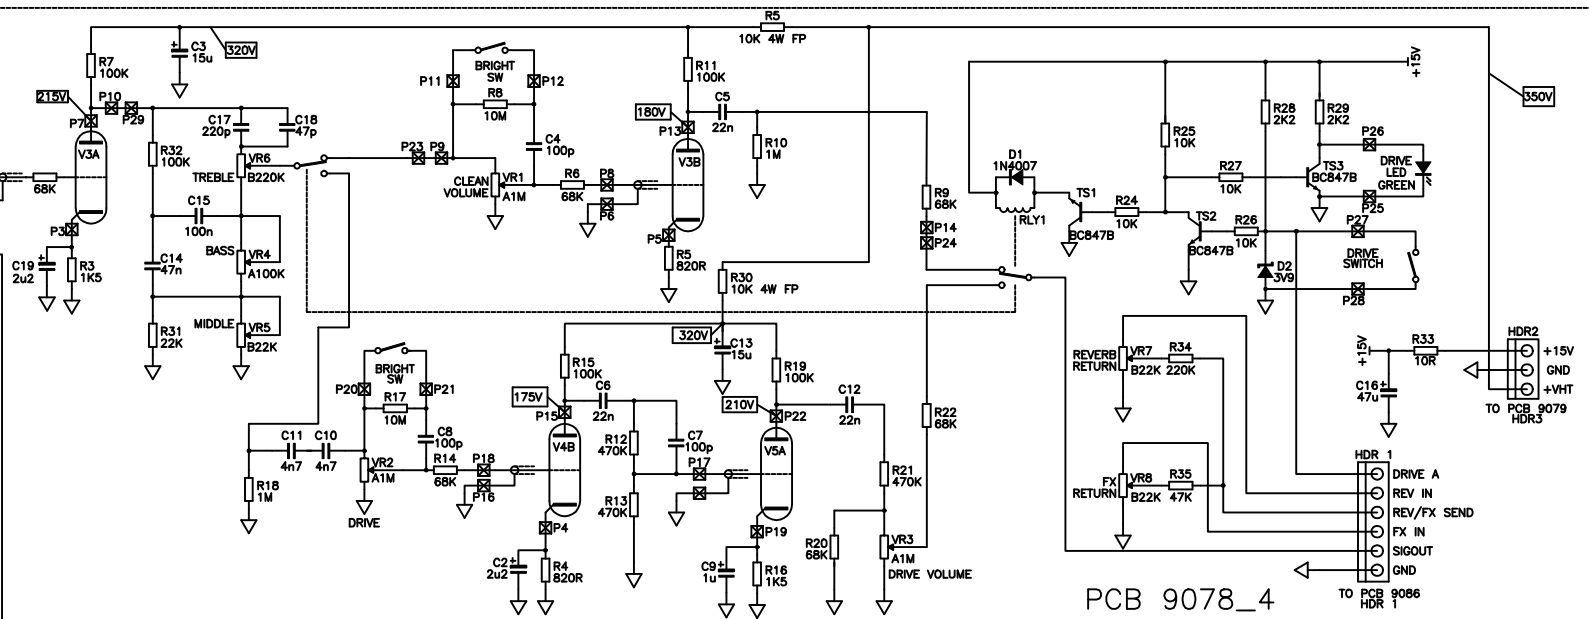 R5
10K 4W FP
R7
100K
C3
15u
320V
215V
P10
P29
P7
V3A
68K
P3
C19
2u2
R3
1K5
R32
100K
C17
220p
C18
47p
VR6
TREBLE
B220K
C15
100n
BASS
VR4
A100K
C14
47n
R31
22K
MIDDLE
VR5
B22K
P11
BRIGHT
SW
P12
R8
10M
P23
P9
C4
100p
CLEAN
VOLUME
VR1
A1M
R6
68K
P8
P6
R11
100K
180V
P13
V3B
C5
22n
R10
1M
P5
R5
820R
R9
68K
P14
P24
R30
10K 4W FP
320V
C13
15u
D1
1N4007
RLY1
TS1
BC847B
R24
10K
R25
10K
TS2
BC847B
R27
10K
R26
10K
R28
2K2
R29
2K2
+15V
TS3
BC847B
P26
DRIVE
LED
GREEN
P25
P27
D2
3V9
DRIVE
SWITCH
P28
350V
HDR2
+15V
GND
+VHT
TO PCB 9079
HDR3
+15V
R33
10R
C16
47u
REVERB
RETURN
VR7
B22K
R34
220K
FX
RETURN
VR8
B22K
R35
47K
HDR 1
DRIVE A
REV IN
REV/FX SEND
FX IN
SIGOUT
GND
TO PCB 9086
HDR 1
P20
BRIGHT
SW
P21
R17
10M
C11
4n7
C10
4n7
R18
1M
C8
100p
VR2
A1M
DRIVE
R14
68K
P18
P16
R15
100K
175V
P15
V4B
C6
22n
P4
C2
2u2
R4
820R
R12
470K
R13
470K
C7
100p
P17
R19
100K
210V
P22
V5A
C12
22n
P19
C9
1u
R16
1K5
R21
470K
R22
68K
R20
68K
VR3
A1M
DRIVE VOLUME
PCB 9078_4